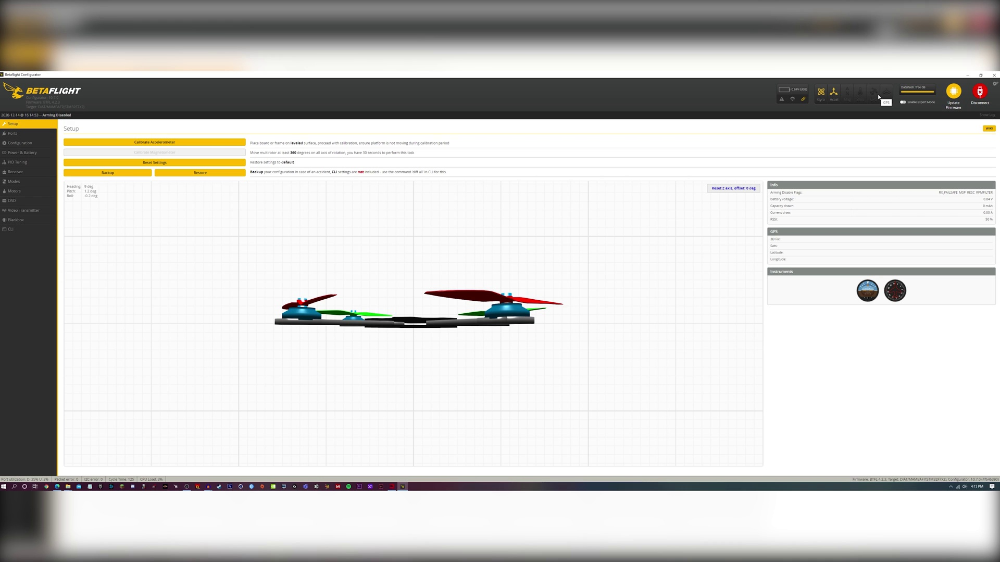 Betaflight Configurator
BETAFLIGHT
Configurator: 10.7.0
Firmware: BTFL 4.2.3
Target: DIAT/MAMBAF7(STM32F7X2)
0.84V (USB)
Gyro
Accel
GPS
Dataflash: free 0B
Enable Expert Mode
Update
Firmware
Disconnect
2020-12-14 @ 16:14:53 -- Arming Disabled
Show Log
Setup
Ports
Configuration
Power & Battery
PID Tuning
Receiver
Modes
Motors
OSD
Video Transmitter
Blackbox
CLI
Setup
WIKI
Calibrate Accelerometer
Place board or frame on leveled surface, proceed with calibration, ensure platform is not moving during calibration period
Calibrate Magnetometer
Move multirotor at least 360 degrees on all axis of rotation, you have 30 seconds to perform this task
Reset Settings
Restore settings to default
Backup
Restore
Backup your configuration in case of an accident, CLI settings are not included - use the command 'diff all' in CLI for this.
Heading: 9 deg
Pitch: 1.2 deg
Roll: -0.2 deg
Reset Z axis, offset: 0 deg
Info
Arming Disable Flags: RX_FAILSAFE MSP RESC RPMFILTER
Battery voltage: 0.84 V
Capacity drawn: 0 mAh
Current draw: 0.00 A
RSSI: 50 %
GPS
3D Fix:
Sats:
Latitude:
Longitude:
Instruments
Port utilization: D: 35% U: 3%
Packet error: 0
I2C error: 0
Cycle Time: 125
CPU Load: 3%
Firmware: BTFL 4.2.3, Target: DIAT/MAMBAF7(STM32F7X2), Configurator: 10.7.0 (4f646390)
64
X1
4:15 PM